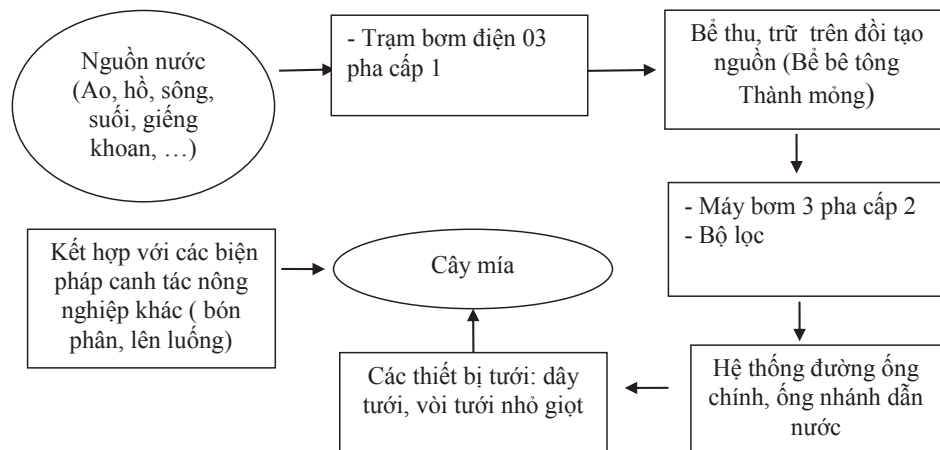 Nguồn nước
(Ao, hồ, sông,
suối, giếng
khoan, …)
- Trạm bơm điện 03
pha cấp 1
Bể thu, trữ trên đồi tạo
nguồn (Bể bê tông
Thành mỏng)
- Máy bơm 3 pha cấp 2
- Bộ lọc
Kết hợp với các biện
pháp canh tác nông
nghiệp khác ( bón
phân, lên luống)
Cây mía
Các thiết bị tưới: dây
tưới, vòi tưới nhỏ giọt
Hệ thống đường ống
chính, ống nhánh dẫn
nước